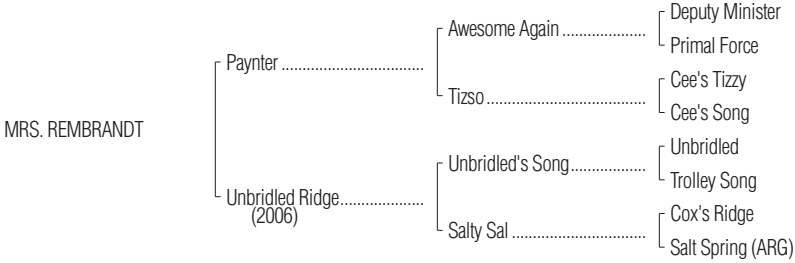 Deputy Minister
Awesome Again ....................
Primal Force
Paynter ..................................
Cee's Tizzy
Tizso ......................................
Cee's Song
MRS. REMBRANDT
Unbridled
Unbridled's Song ..................
Trolley Song
Unbridled Ridge ....................
(2006)
Cox's Ridge
Salty Sal ................................
Salt Spring (ARG)